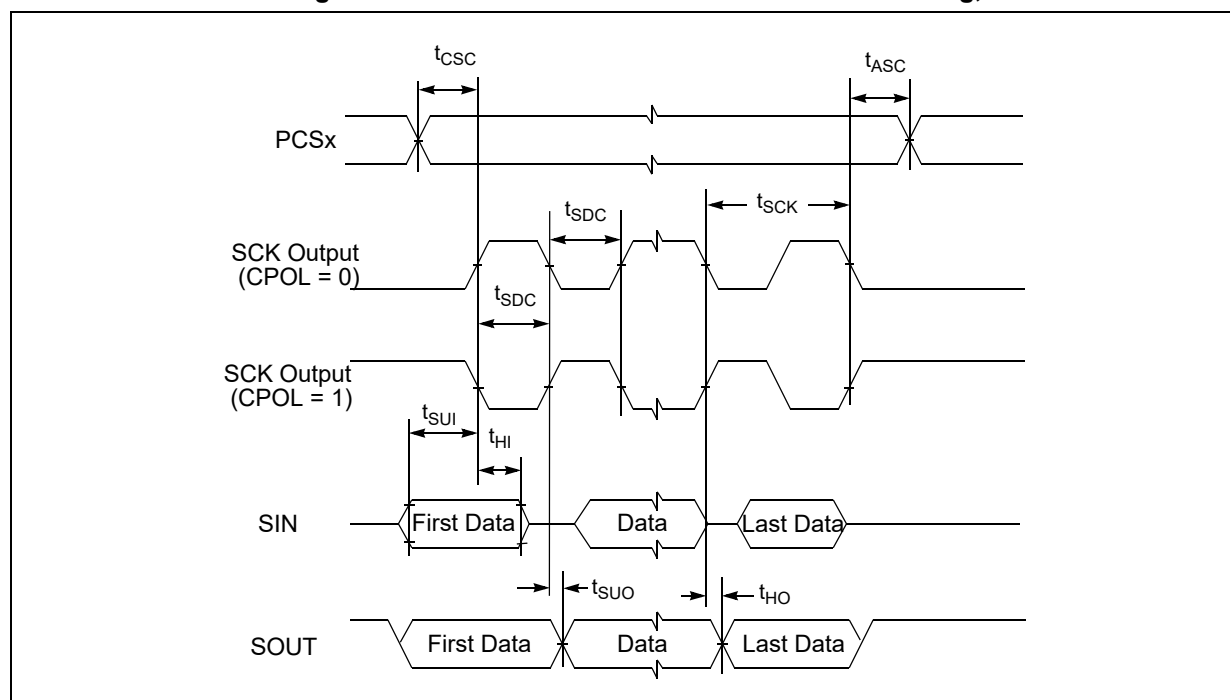 g
g,
tCSC
tASC
PCSx
tSDC
tSCK
SCK Output
(CPOL = 0)
tSDC
SCK Output
(CPOL = 1)
tSUI
tHI
SIN
First Data
Data
Last Data
tSUO
tHO
SOUT
First Data
Data
Last Data